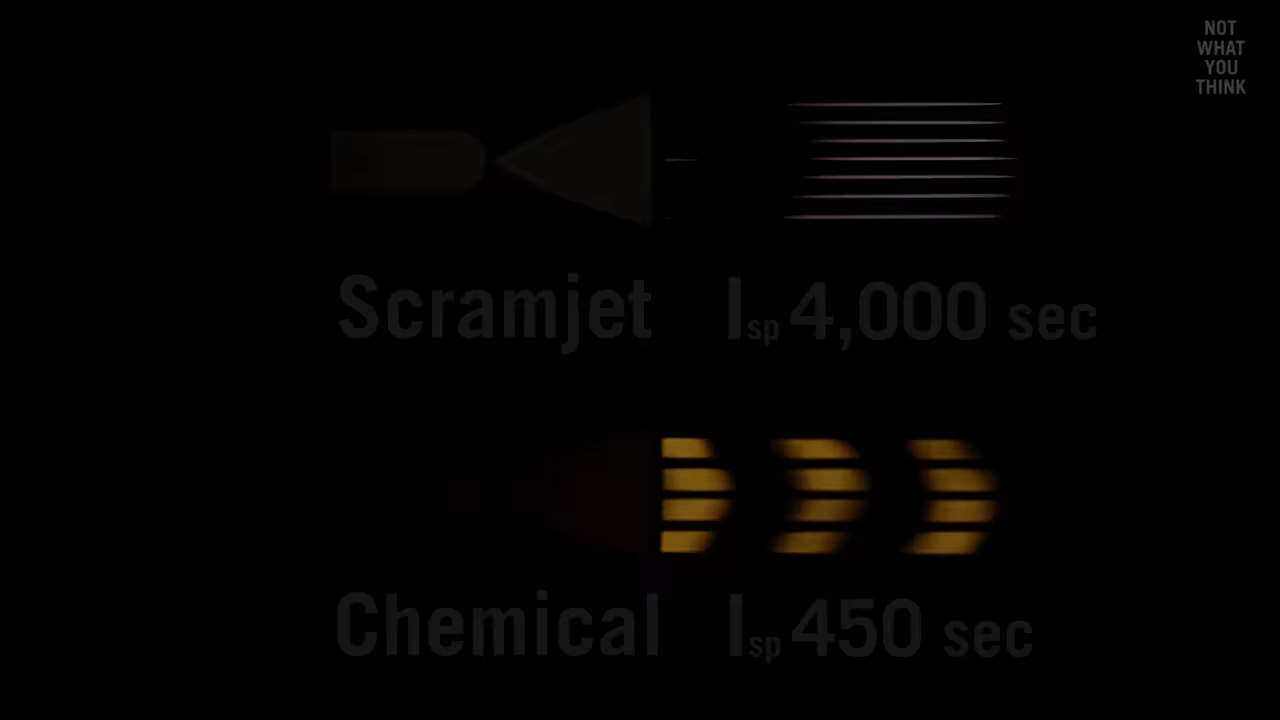 NOT
WHAT
YOU
THINK
Scramjet Isp 4,000 sec
Chemical Isp 450 sec